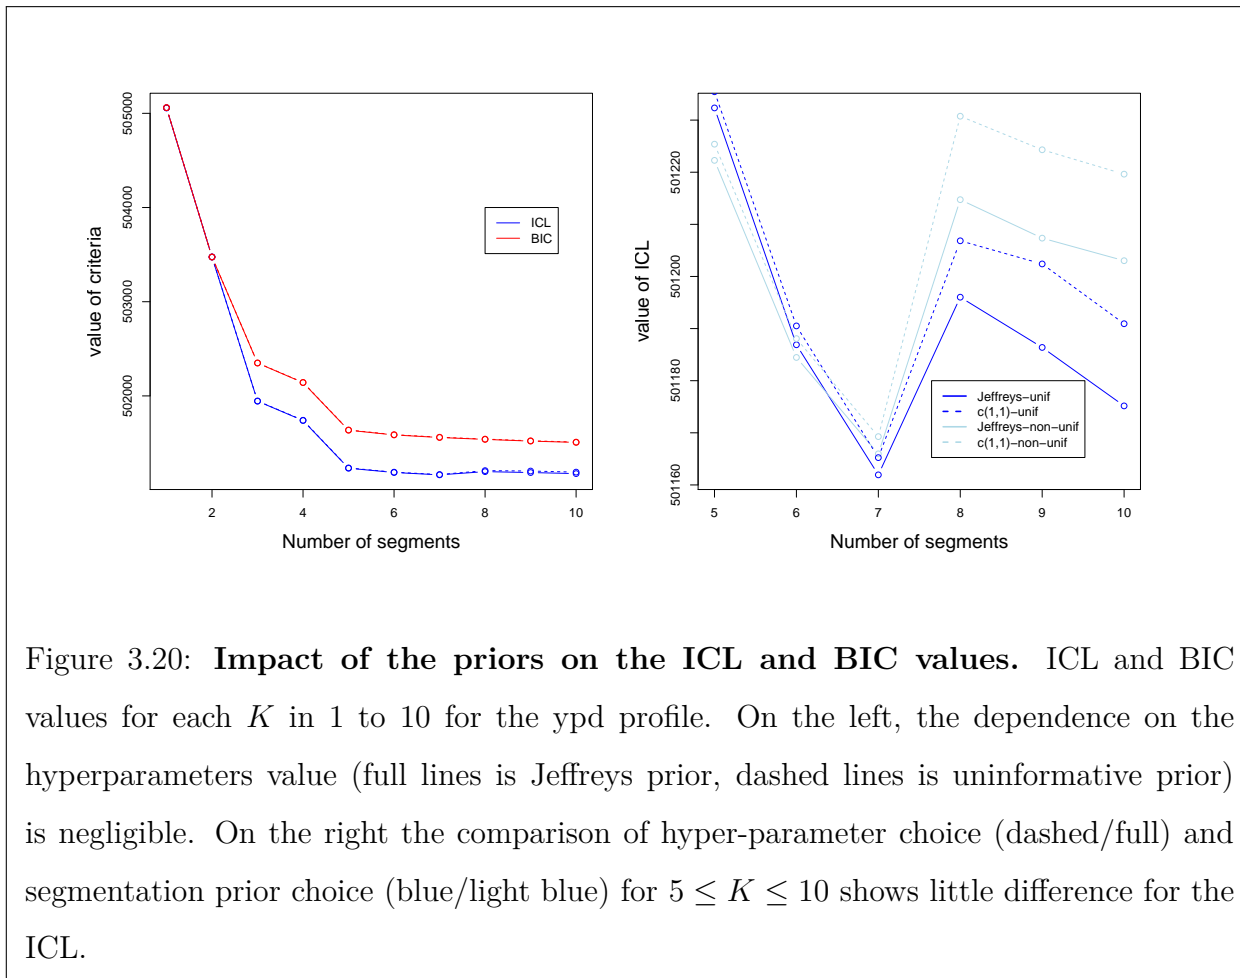 505000
504000
503000
502000
value of criteria
ICL
BIC
2
4
6
8
10
Number of segments
501220
501200
501180
501160
value of ICL
Jeffreys−unif
c(1,1)−unif
Jeffreys−non−unif
c(1,1)−non−unif
5
6
7
8
9
10
Number of segments
Figure 3.20: Impact of the priors on the ICL and BIC values. ICL and BIC
values for each K in 1 to 10 for the ypd profile. On the left, the dependence on the
hyperparameters value (full lines is Jeffreys prior, dashed lines is uninformative prior)
is negligible. On the right the comparison of hyper-parameter choice (dashed/full) and
segmentation prior choice (blue/light blue) for 5 ≤ K ≤ 10 shows little difference for the
ICL.